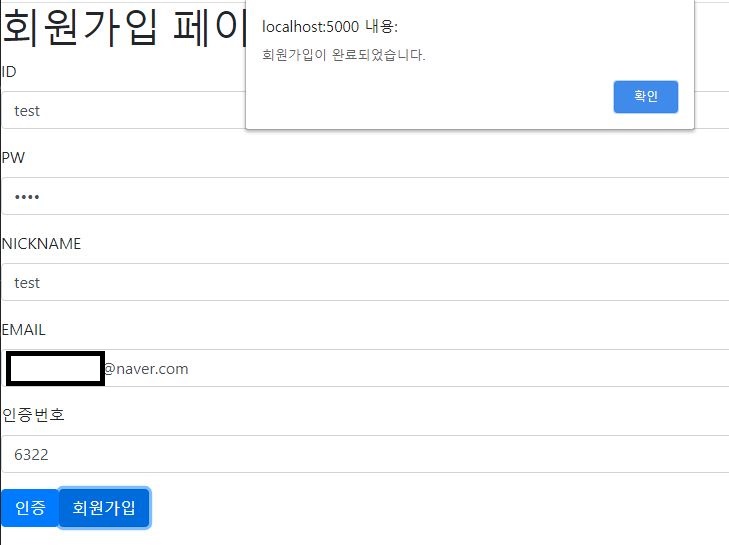 회원가입 페이
localhost:5000 내용:
회원가입이 완료되었습니다.
확인
ID
test
PW
••••
NICKNAME
test
EMAIL
@naver.com
인증번호
6322
인증 회원가입